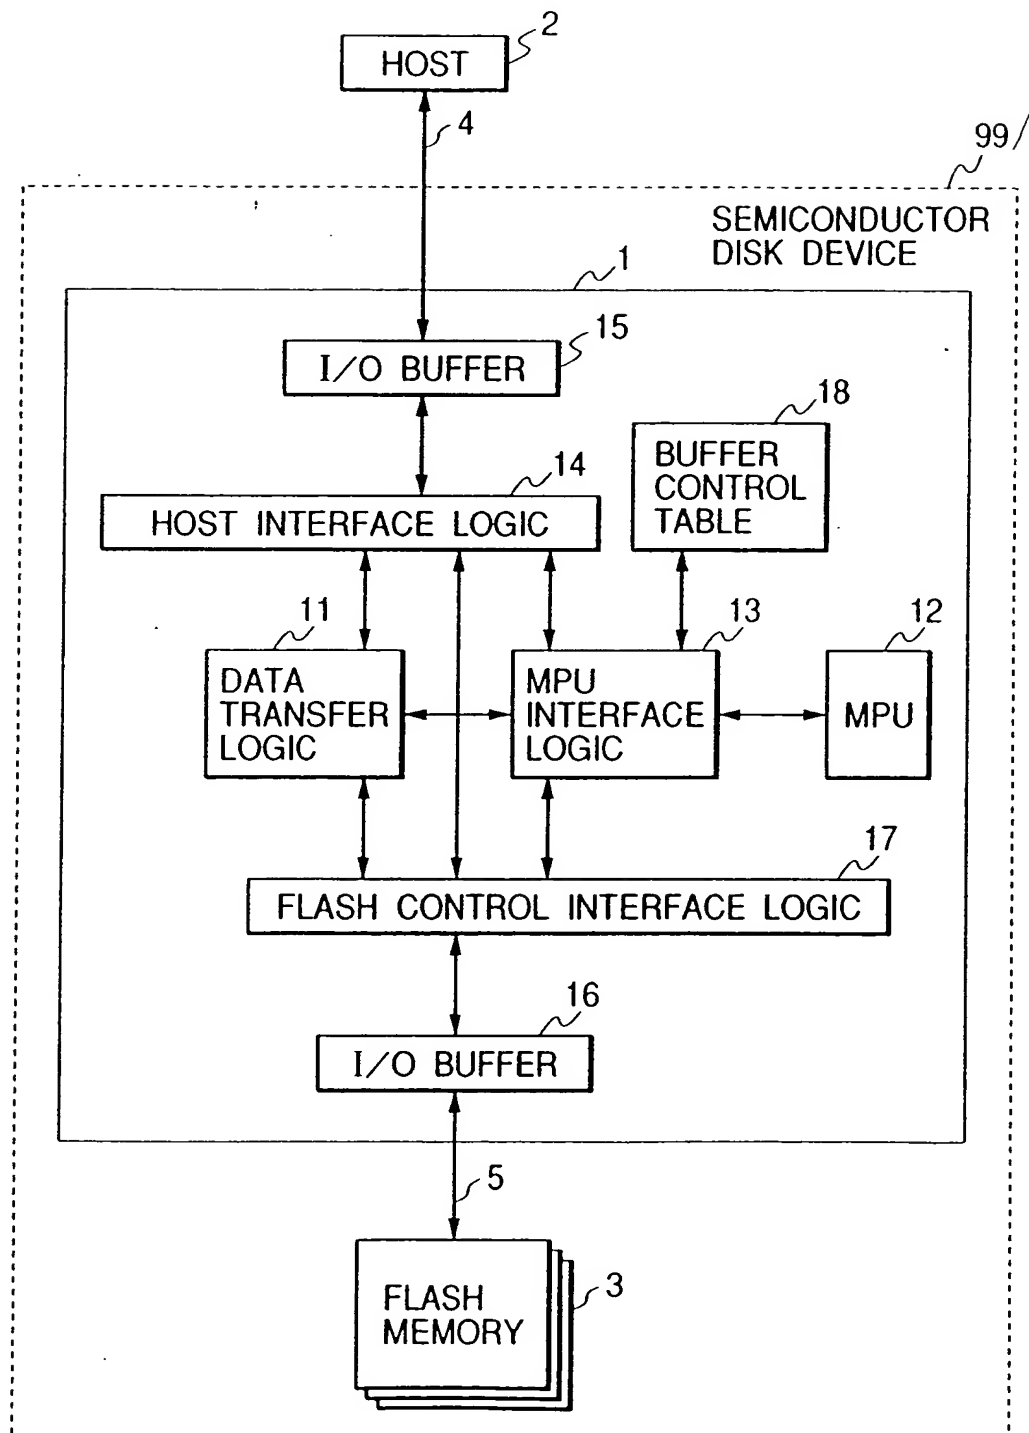 2
HOST
4
99
SEMICONDUCTOR
DISK DEVICE
1
15
I/O BUFFER
18
BUFFER
CONTROL
TABLE
14
HOST INTERFACE LOGIC
11
13
12
DATA
TRANSFER
LOGIC
MPU
INTERFACE
LOGIC
MPU
17
FLASH CONTROL INTERFACE LOGIC
16
I/O BUFFER
5
3
FLASH
MEMORY